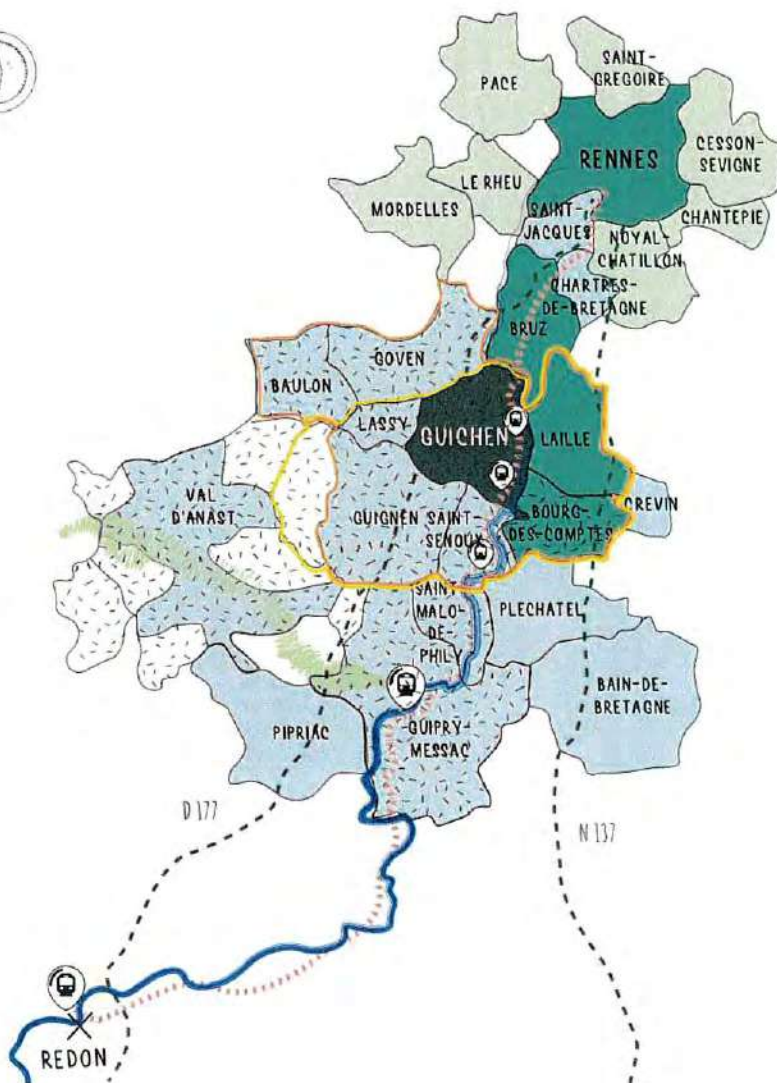 SAINT-
GREGOIRE
PACE
CESSON-
SEVIGNE
RENNES
LE RHEU
MORDELLES
SAINT-
JACQUES
CHANTEPIE
NOYAL-
CHATILLON
CHARTRES-
DE-BRETAGNE
BRUZ
GOVEN
BAULON
LASSY
GUICHEN
LAILLE
VAL
D'ANAST
GUIGNEN
SAINT-
SENOUX
BOURG-
DES-COMPTES
CREVIN
SAINT
MALO-
DE-
PHILY
PLECHATEL
BAIN-DE-
BRETAGNE
PIPRIAC
GUIPRY-
MESSAC
D 177
N 137
REDON